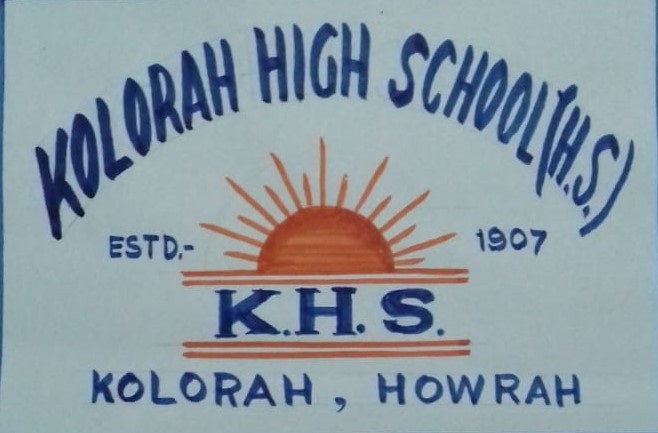 KOLORAH HIGH SCHOOL (H.S.)
ESTD.- 1907
K.H.S.
KOLORAH, HOWRAH